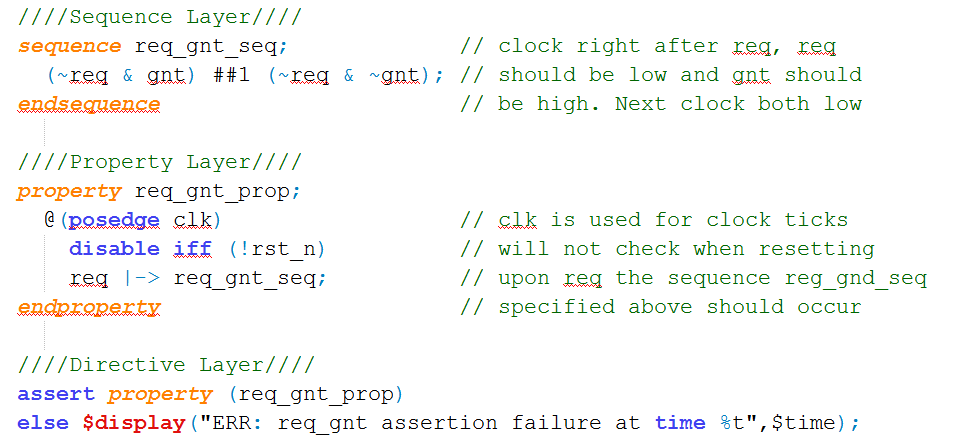 ////Sequence Layer////
sequence req_gnt_seq; // clock right after req, req
(~req & gnt) ##1 (~req & ~gnt); // should be low and gnt should
endsequence // be high. Next clock both low
////Property Layer////
property req_gnt_prop;
@(posedge clk) // clk is used for clock ticks
disable iff (!rst_n) // will not check when resetting
req |-> req_gnt_seq; // upon req the sequence reg_gnd_seq
endproperty // specified above should occur
////Directive Layer////
assert property (req_gnt_prop)
else $display("ERR: req_gnt assertion failure at time %t",$time);